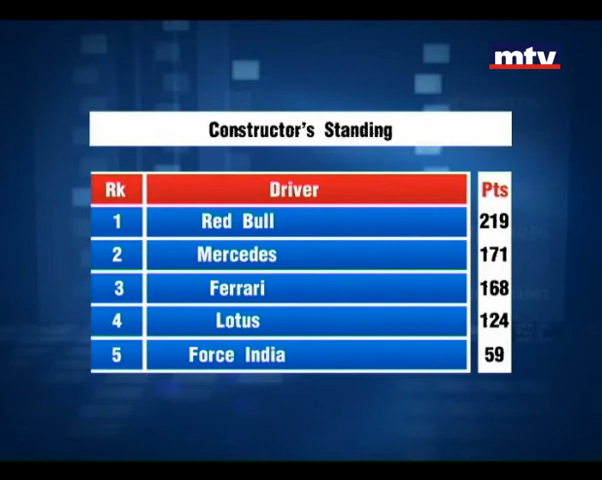 mtv
Constructor's Standing
Rk Driver Pts
1 Red Bull 219
2 Mercedes 171
3 Ferrari 168
4 Lotus 124
5 Force India 59